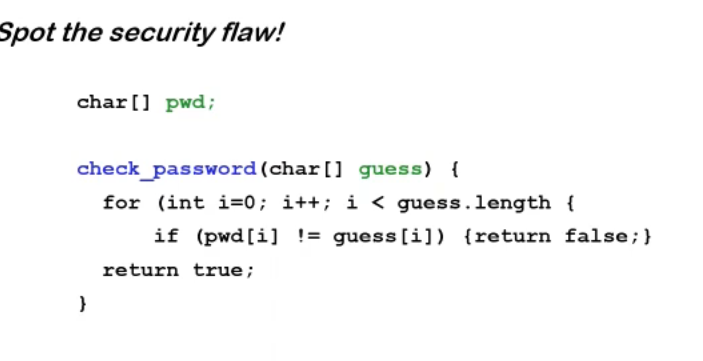 Spot the security flaw!
char[] pwd;
check_password(char[] guess) {
for (int i=0; i++; i < guess.length {
if (pwd[i] != guess[i]) {return false;}
return true;
}